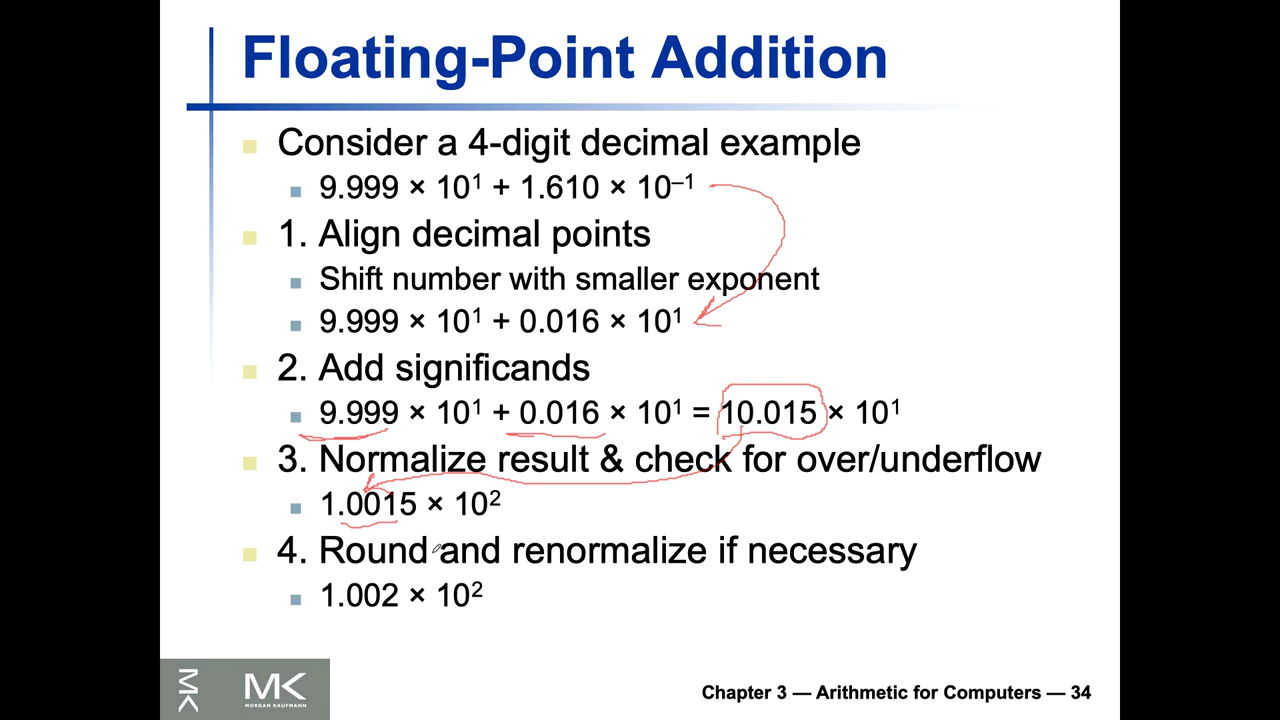 Floating-Point Addition
Consider a 4-digit decimal example
9.999 × 10¹ + 1.610 × 10⁻¹
1. Align decimal points
Shift number with smaller exponent
9.999 × 10¹ + 0.016 × 10¹
2. Add significands
9.999 × 10¹ + 0.016 × 10¹ = 10.015 × 10¹
3. Normalize result & check for over/underflow
1.0015 × 10²
4. Round and renormalize if necessary
1.002 × 10²
MK
MK
MORGAN KAUFMANN
Chapter 3 — Arithmetic for Computers — 34